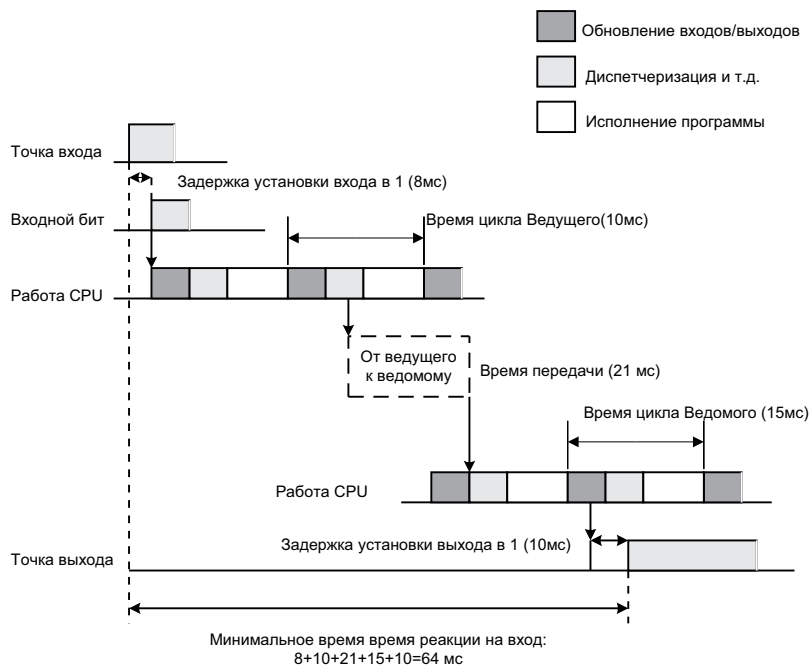 Обновление входов/выходов
Диспетчеризация и т.д.
Исполнение программы
Точка входа
Задержка установки входа в 1 (8мс)
Входной бит
Время цикла Ведущего(10мс)
Работа CPU
От ведущего
к ведомому
Время передачи (21 мс)
Время цикла Ведомого (15мс)
Работа CPU
Задержка установки выхода в 1 (10мс)
Точка выхода
Минимальное время время реакции на вход:
8+10+21+15+10=64 мс